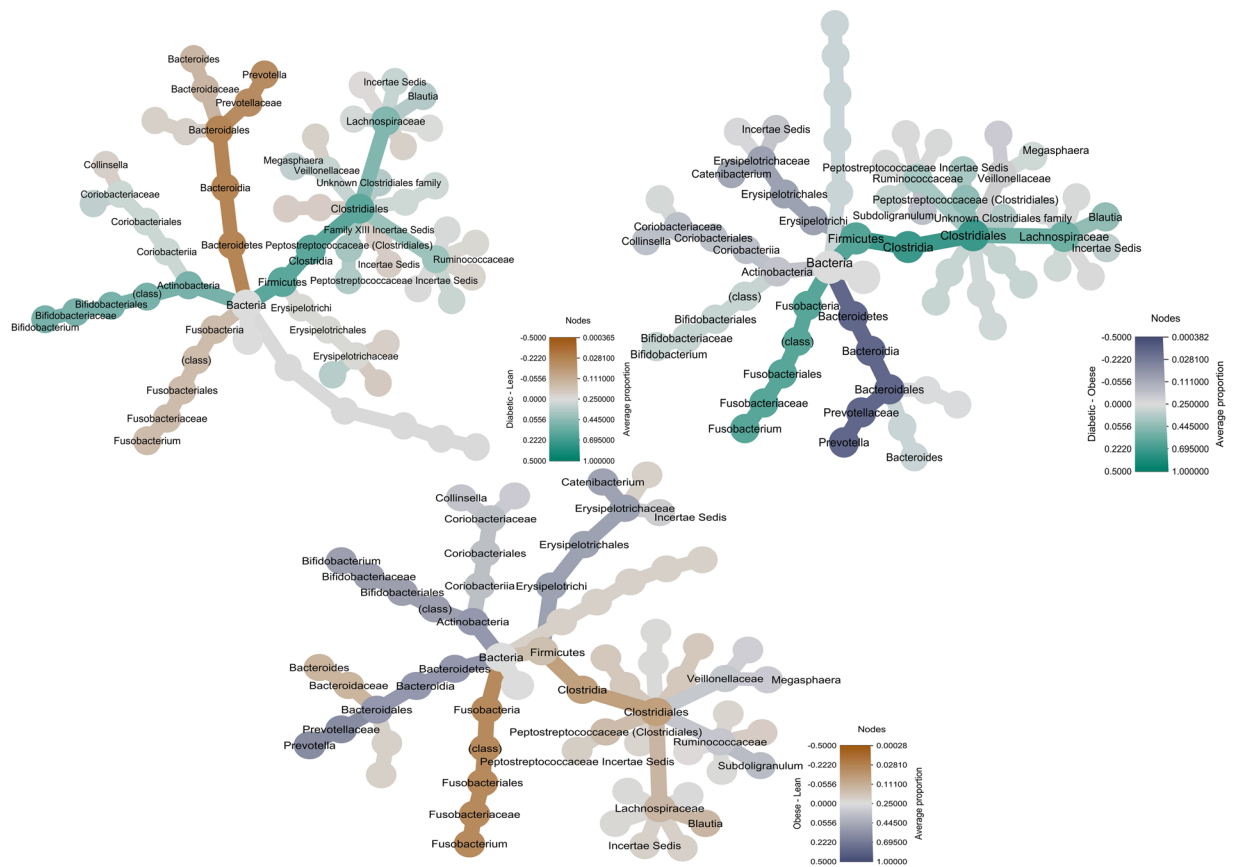 Bacteroides
Prevotella
Bacteroidaceae
Prevotellaceae
Incertae Sedis
Blautia
Lachnospiraceae
Bacteroidales
Collinsella
Megasphaera
Veillonellaceae
Unknown Clostridiales family
Coriobacteriaceae
Bacteroidia
Clostridiales
Coriobacteriales
Family XIII Incertae Sedis
Coriobacteriia
Bacteroidetes
Peptostreptococcaceae (Clostridiales)
Clostridia
Incertae Sedis
Ruminococcaceae
Actinobacteria
Firmicutes
Peptostreptococcaceae Incertae Sedis
(class)
Bifidobacteriales
Bifidobacteriaceae
Bifidobacterium
Bacteria
Erysipelotrichi
Fusobacteria
Erysipelotrichales
(class)
Erysipelotrichaceae
Fusobacteriales
Fusobacteriaceae
Fusobacterium
Nodes
-0.5000 0.000365
-0.2220 0.028100
-0.0556 0.111000
0.0000 0.250000
0.0556 0.445000
0.2220 0.695000
0.5000 1.000000
Diabetic - Lean
Average proportion
Incertae Sedis
Erysipelotrichaceae
Catenibacterium
Erysipelotrichales
Erysipelotrichi
Peptostreptococcaceae Incertae Sedis
Megasphaera
Ruminococcaceae
Veillonellaceae
Peptostreptococcaceae (Clostridiales)
Subdoligranulum
Unknown Clostridiales family
Blautia
Coriobacteriaceae
Collinsella
Coriobacteriales
Coriobacteriia
Firmicutes
Clostridia
Clostridiales
Lachnospiraceae
Incertae Sedis
Actinobacteria
Bacteria
(class)
Bifidobacteriales
Bifidobacteriaceae
Bifidobacterium
Fusobacteria
Bacteroidetes
(class)
Bacteroidia
Fusobacteriales
Bacteroidales
Fusobacteriaceae
Prevotellaceae
Fusobacterium
Prevotella
Bacteroides
Nodes
-0.5000 0.000382
-0.2220 0.028100
-0.0556 0.111000
0.0000 0.250000
0.0556 0.445000
0.2220 0.695000
0.5000 1.000000
Diabetic - Obese
Average proportion
Collinsella
Coriobacteriaceae
Catenibacterium
Erysipelotrichaceae
Incertae Sedis
Erysipelotrichales
Bifidobacterium
Bifidobacteriaceae
Bifidobacteriales
(class)
Coriobacteriales
Coriobacteriia
Erysipelotrichi
Actinobacteria
Bacteria
Firmicutes
Bacteroides
Bacteroidaceae
Bacteroidetes
Bacteroidia
Bacteroidales
Clostridia
Veillonellaceae
Megasphaera
Prevotellaceae
Prevotella
Fusobacteria
Clostridiales
Peptostreptococcaceae (Clostridiales)
(class)
Ruminococcaceae
Peptostreptococcaceae Incertae Sedis
Subdoligranulum
Fusobacteriales
Fusobacteriaceae
Fusobacterium
Lachnospiraceae
Blautia
Incertae Sedis
Nodes
-0.5000 0.00028
-0.2220 0.02810
-0.0556 0.11100
0.0000 0.25000
0.0556 0.44500
0.2220 0.69500
0.5000 1.00000
Obese - Lean
Average proportion